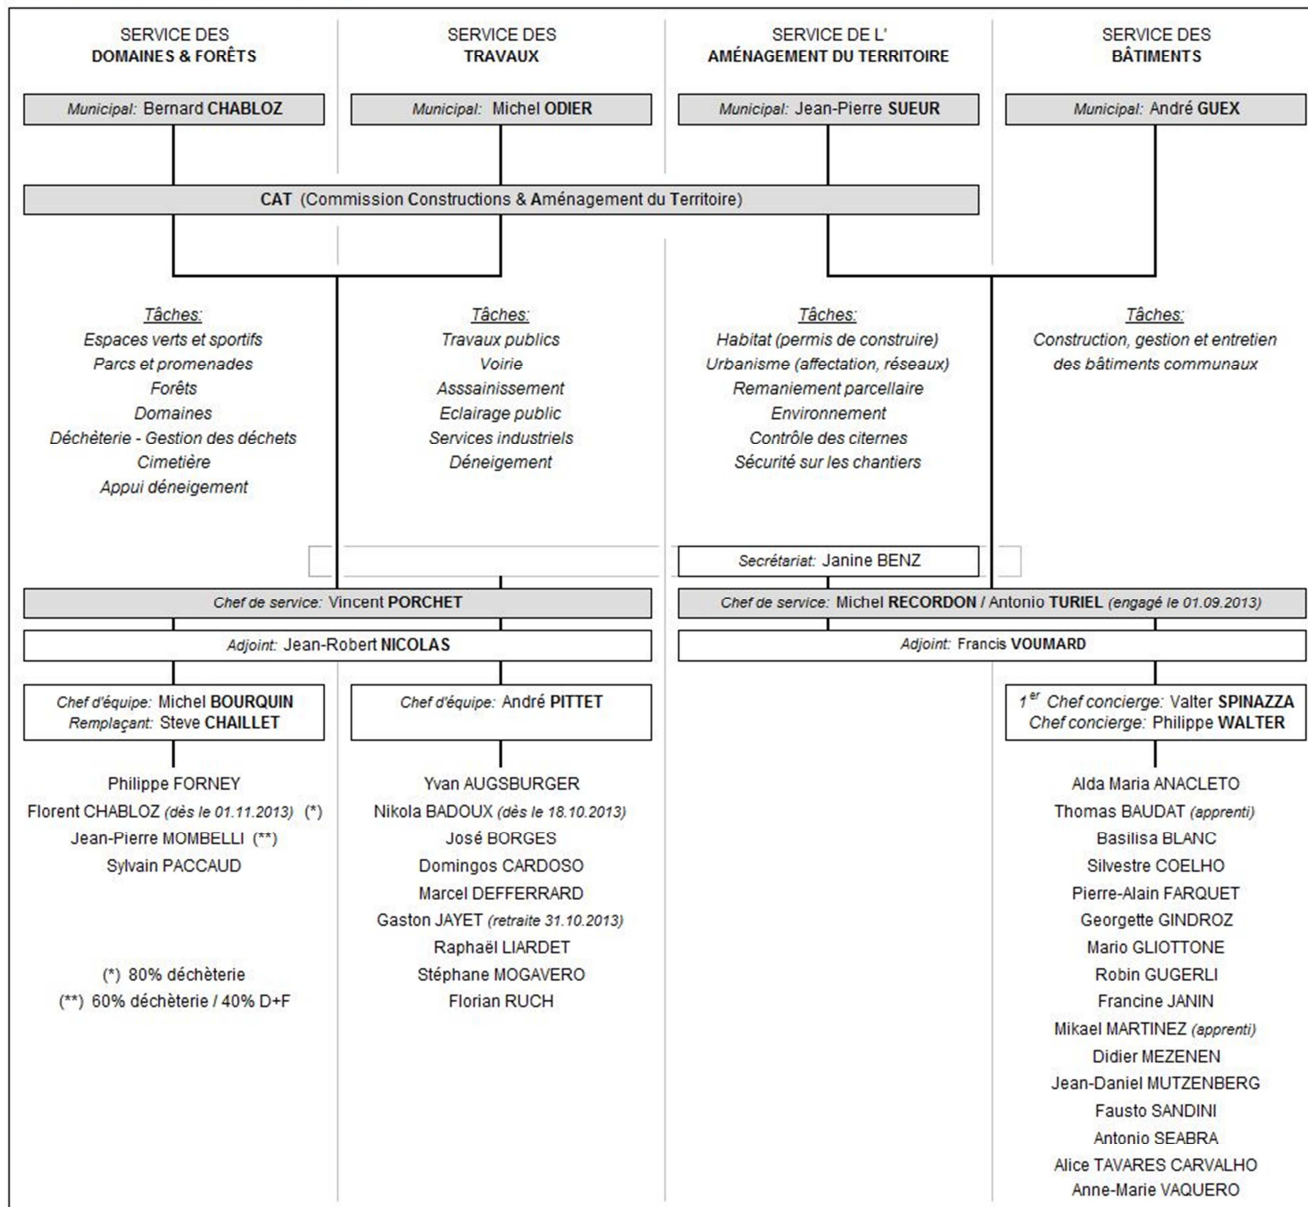 SERVICE DES
DOMAINES & FORÊTS
SERVICE DES
TRAVAUX
SERVICE DE L'
AMÉNAGEMENT DU TERRITOIRE
SERVICE DES
BÂTIMENTS
Municipal: Bernard CHABLOZ
Municipal: Michel ODIER
Municipal: Jean-Pierre SUEUR
Municipal: André GUEX
CAT (Commission Constructions & Aménagement du Territoire)
Tâches:
Espaces verts et sportifs
Parcs et promenades
Forêts
Domaines
Déchèterie - Gestion des déchets
Cimetière
Appui déneigement
Tâches:
Travaux publics
Voirie
Asssainissement
Eclairage public
Services industriels
Déneigement
Tâches:
Habitat (permis de construire)
Urbanisme (affectation, réseaux)
Remaniement parcellaire
Environnement
Contrôle des citernes
Sécurité sur les chantiers
Tâches:
Construction, gestion et entretien
des bâtiments communaux
Secrétariat: Janine BENZ
Chef de service: Vincent PORCHET
Chef de service: Michel RECORDON / Antonio TURIEL (engagé le 01.09.2013)
Adjoint: Jean-Robert NICOLAS
Adjoint: Francis VOUMARD
Chef d'équipe: Michel BOURQUIN
Remplaçant: Steve CHAILLET
Chef d'équipe: André PITTET
1er Chef concierge: Valter SPINAZZA
Chef concierge: Philippe WALTER
Philippe FORNEY
Florent CHABLOZ (dès le 01.11.2013) (*)
Jean-Pierre MOMBELLI (**)
Sylvain PACCAUD
(*) 80% déchèterie
(**) 60% déchèterie / 40% D+F
Yvan AUGSBURGER
Nikola BADOUX (dès le 18.10.2013)
José BORGES
Domingos CARDOSO
Marcel DEFFERRARD
Gaston JAYET (retraite 31.10.2013)
Raphaël LIARDET
Stéphane MOGAVERO
Florian RUCH
Alda Maria ANACLETO
Thomas BAUDAT (apprenti)
Basilisa BLANC
Silvestre COELHO
Pierre-Alain FARQUET
Georgette GINDROZ
Mario GLIOTTONE
Robin GUGERLI
Francine JANIN
Mikael MARTINEZ (apprenti)
Didier MEZENEN
Jean-Daniel MUTZENBERG
Fausto SANDINI
Antonio SEABRA
Alice TAVARES CARVALHO
Anne-Marie VAQUERO